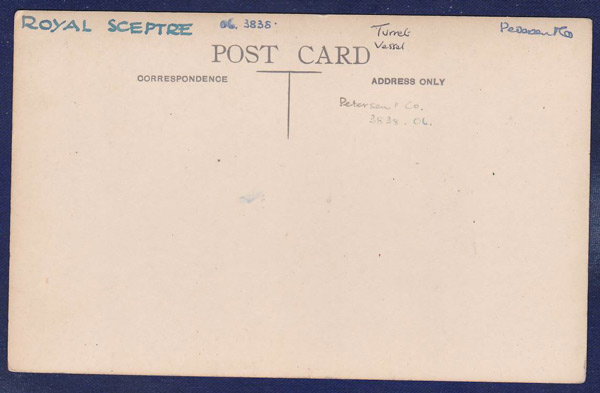 ROYAL SCEPTRE 06. 3838.
Turret
Vessel
Petersen & Co
POST CARD
CORRESPONDENCE
ADDRESS ONLY
Petersen & Co.
3838. 06.